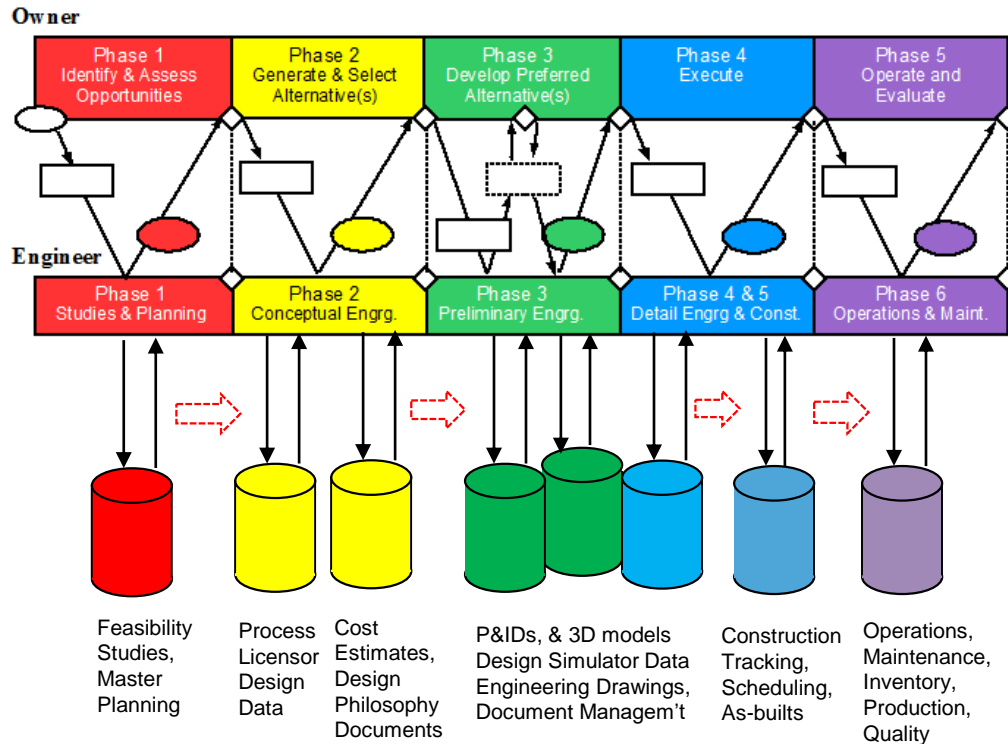 Owner
Phase 1
Identify & Assess
Opportunities
Phase 2
Generate & Select
Alternative(s)
Phase 3
Develop Preferred
Alternative(s)
Phase 4
Execute
Phase 5
Operate and
Evaluate
Engineer
Phase 1
Studies & Planning
Phase 2
Conceptual Engrg.
Phase 3
Preliminary Engrg.
Phase 4 & 5
Detail Engrg & Const.
Phase 6
Operations & Maint.
Feasibility
Studies,
Master
Planning
Process
Licensor
Design
Data
Cost
Estimates,
Design
Philosophy
Documents
P&IDs, & 3D models
Design Simulator Data
Engineering Drawings,
Document Managem't
Construction
Tracking,
Scheduling,
As-builts
Operations,
Maintenance,
Inventory,
Production,
Quality